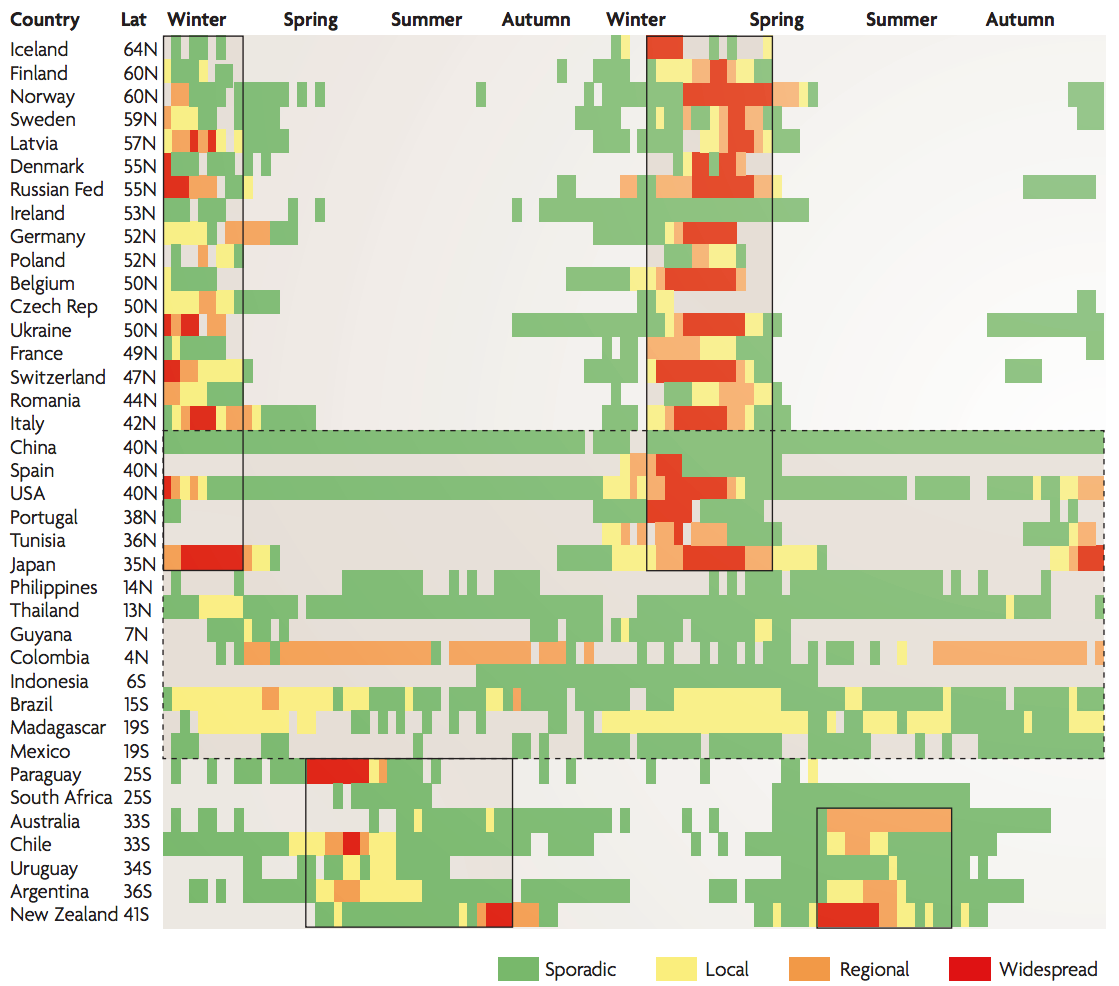 Country Lat Winter Spring Summer Autumn Winter Spring Summer Autumn
Iceland 64N
Finland 60N
Norway 60N
Sweden 59N
Latvia 57N
Denmark 55N
Russian Fed 55N
Ireland 53N
Germany 52N
Poland 52N
Belgium 50N
Czech Rep 50N
Ukraine 50N
France 49N
Switzerland 47N
Romania 44N
Italy 42N
China 40N
Spain 40N
USA 40N
Portugal 38N
Tunisia 36N
Japan 35N
Philippines 14N
Thailand 13N
Guyana 7N
Colombia 4N
Indonesia 6S
Brazil 15S
Madagascar 19S
Mexico 19S
Paraguay 25S
South Africa 25S
Australia 33S
Chile 33S
Uruguay 34S
Argentina 36S
New Zealand 41S
Sporadic Local Regional Widespread